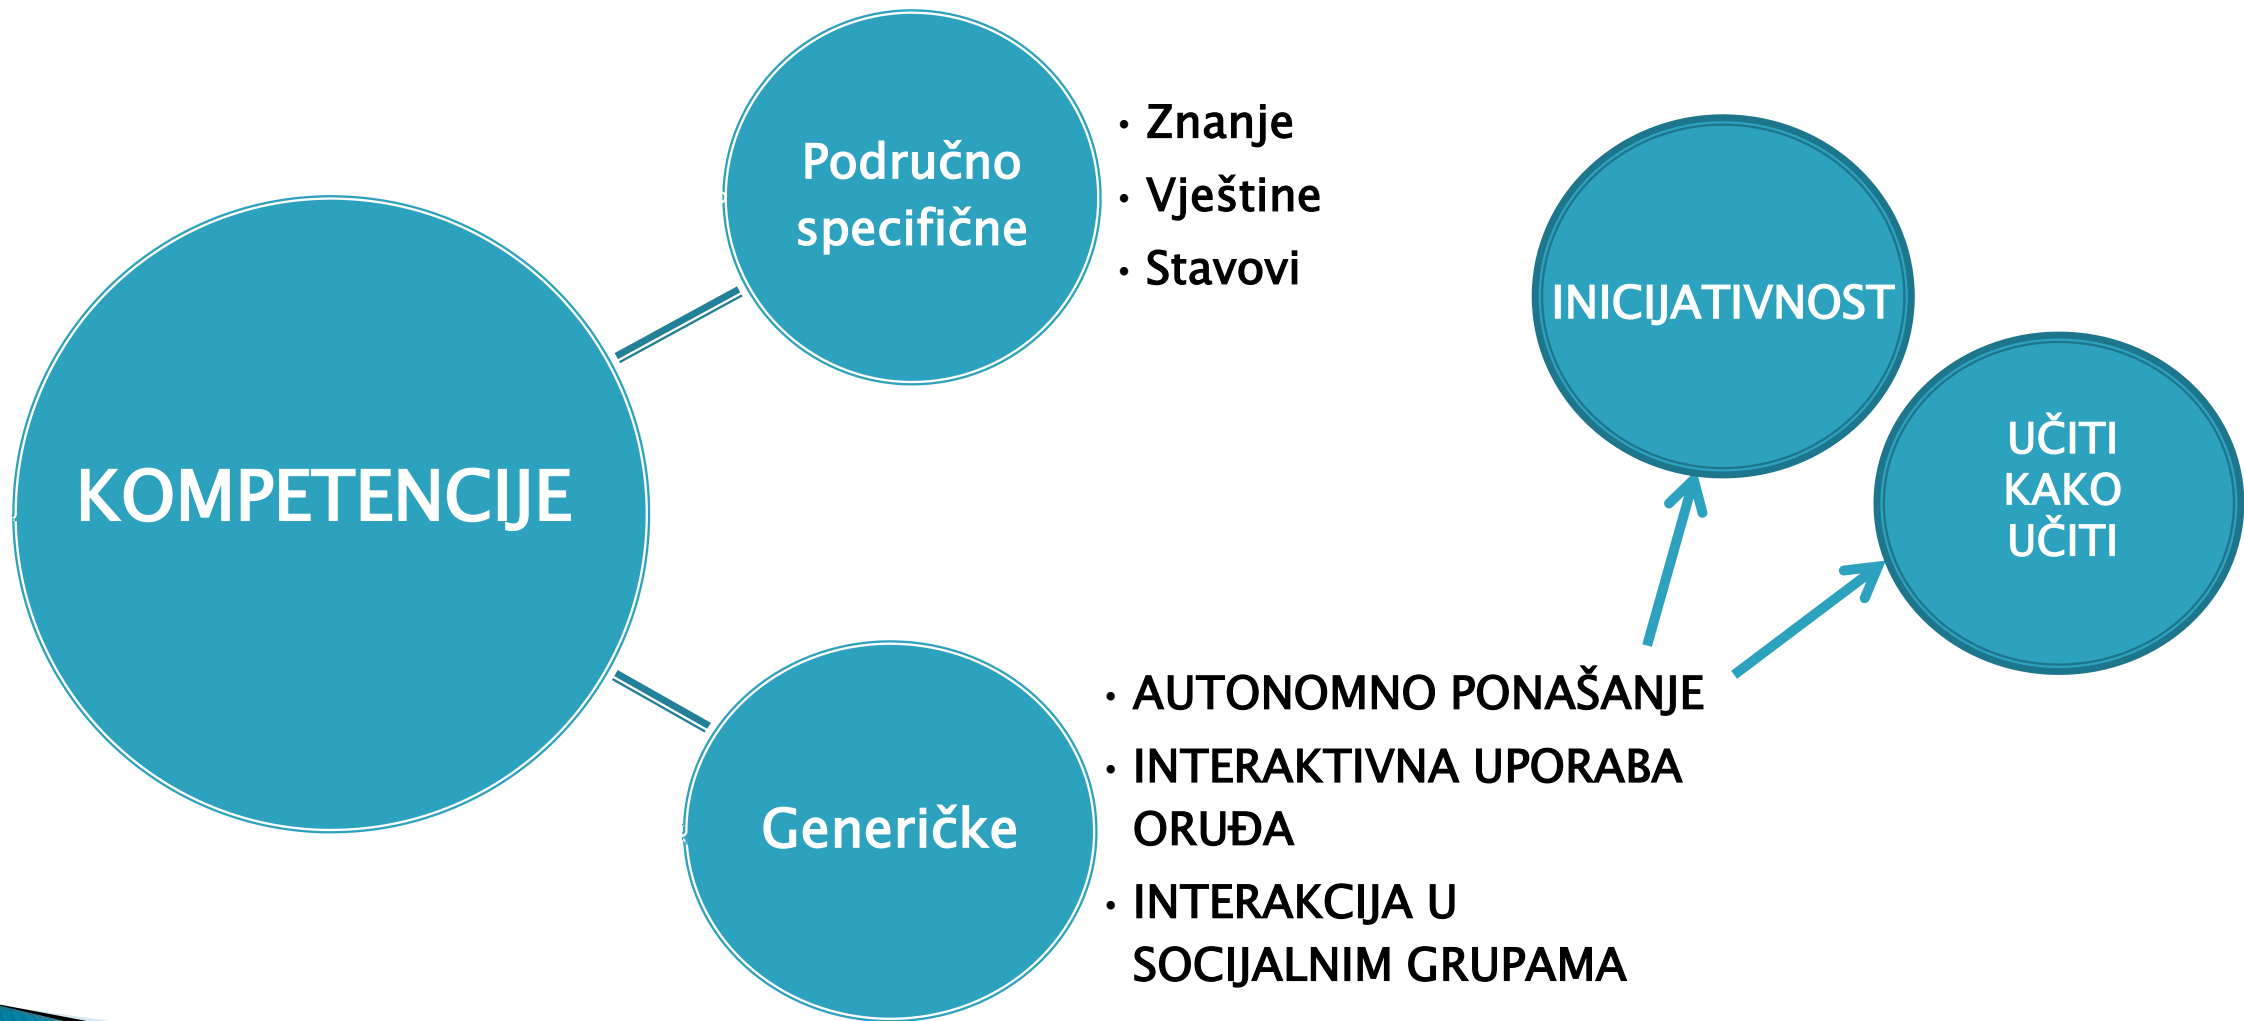 KOMPETENCIJE
Područno
specifične
• Znanje
• Vještine
• Stavovi
Generičke
• AUTONOMNO PONAŠANJE
• INTERAKTIVNA UPORABA
ORUĐA
• INTERAKCIJA U
SOCIJALNIM GRUPAMA
INICIJATIVNOST
UČITI
KAKO
UČITI